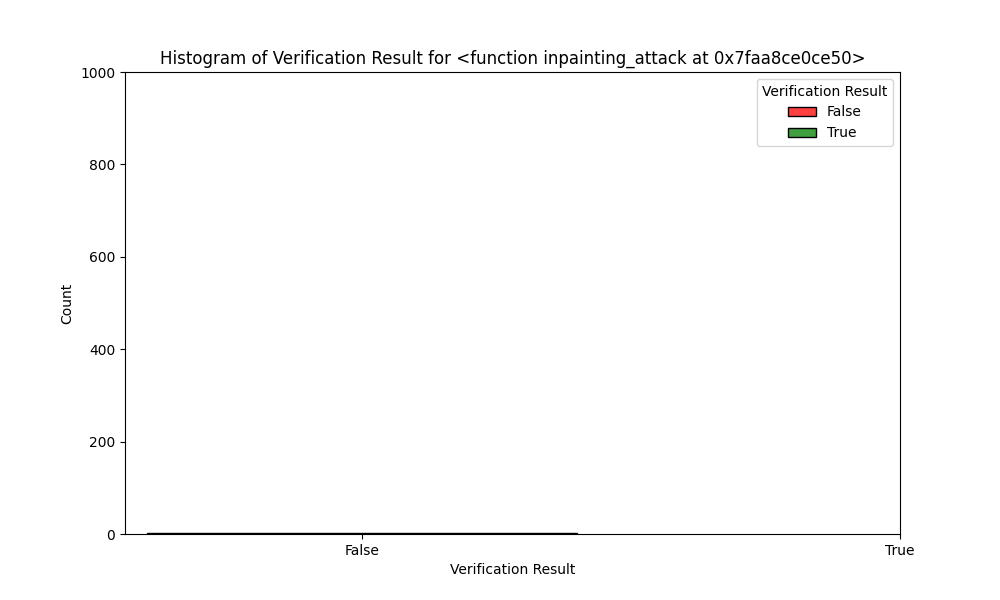 Histogram of Verification Result for <function inpainting_attack at 0x7faa8ce0ce50>
1000
800
600
400
200
0
Count
Verification Result
False
True
False
True
Verification Result